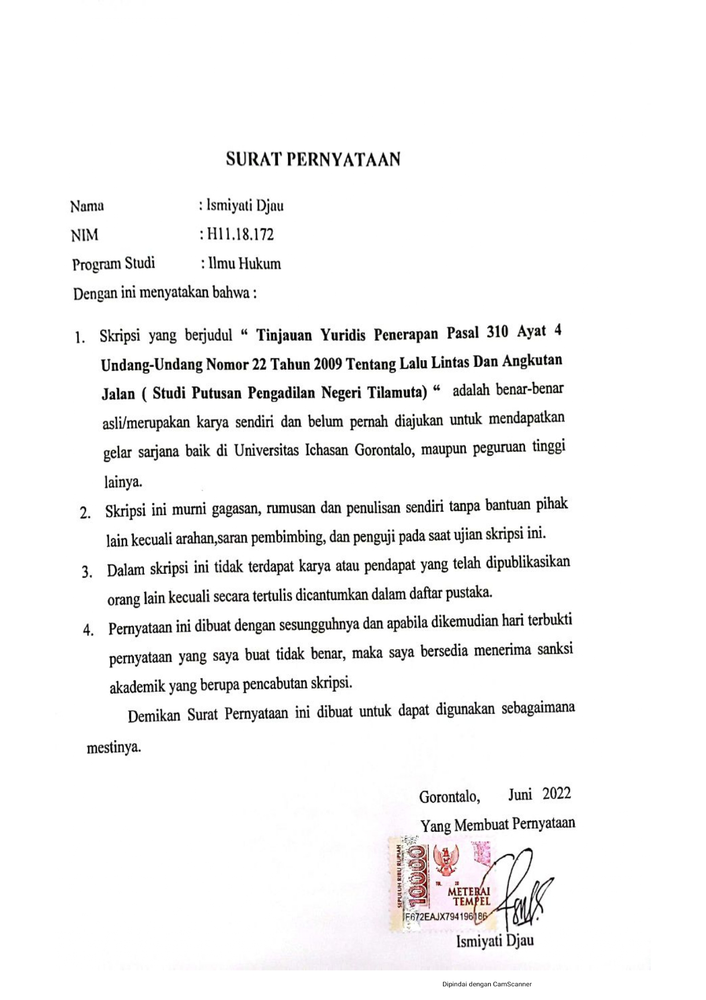 SURAT PERNYATAAN
Nama : Ismiyati Djau
NIM : H11.18.172
Program Studi : Ilmu Hukum
Dengan ini menyatakan bahwa :
1. Skripsi yang berjudul “ Tinjauan Yuridis Penerapan Pasal 310 Ayat 4
Undang-Undang Nomor 22 Tahun 2009 Tentang Lalu Lintas Dan Angkutan
Jalan ( Studi Putusan Pengadilan Negeri Tilamuta) “ adalah benar-benar
asli/merupakan karya sendiri dan belum pernah diajukan untuk mendapatkan
gelar sarjana baik di Universitas Ichasan Gorontalo, maupun peguruan tinggi
lainya.
2. Skripsi ini murni gagasan, rumusan dan penulisan sendiri tanpa bantuan pihak
lain kecuali arahan,saran pembimbing, dan penguji pada saat ujian skripsi ini.
3. Dalam skripsi ini tidak terdapat karya atau pendapat yang telah dipublikasikan
orang lain kecuali secara tertulis dicantumkan dalam daftar pustaka.
4. Pernyataan ini dibuat dengan sesungguhnya dan apabila dikemudian hari terbukti
pernyataan yang saya buat tidak benar, maka saya bersedia menerima sanksi
akademik yang berupa pencabutan skripsi.
Demikan Surat Pernyataan ini dibuat untuk dapat digunakan sebagaimana
mestinya.
Gorontalo, Juni 2022
Yang Membuat Pernyataan
SEPULUH RIBU RUPIAH
10000
TGL. 20
METERAI
TEMPEL
F672EAJX794196186
Ismiyati Djau
Dipindai dengan CamScanner